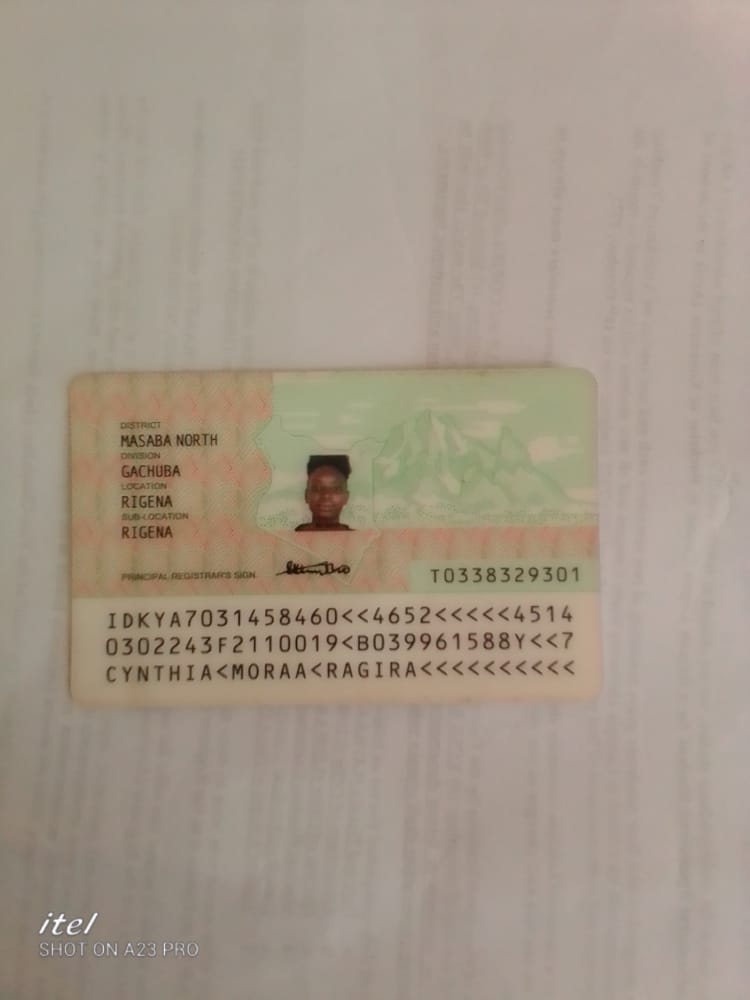 DISTRICT
MASABA NORTH
DIVISION
GACHUBA
LOCATION
RIGENA
SUB-LOCATION
RIGENA
PRINCIPAL REGISTRAR'S SIGN.
T0338329301
IDKYA7031458460<<4652<<<<<4514
0302243F2110019<B039961588Y<<7
CYNTHIA<MORAA<RAGIRA<<<<<<<<<<
itel
SHOT ON A23 PRO